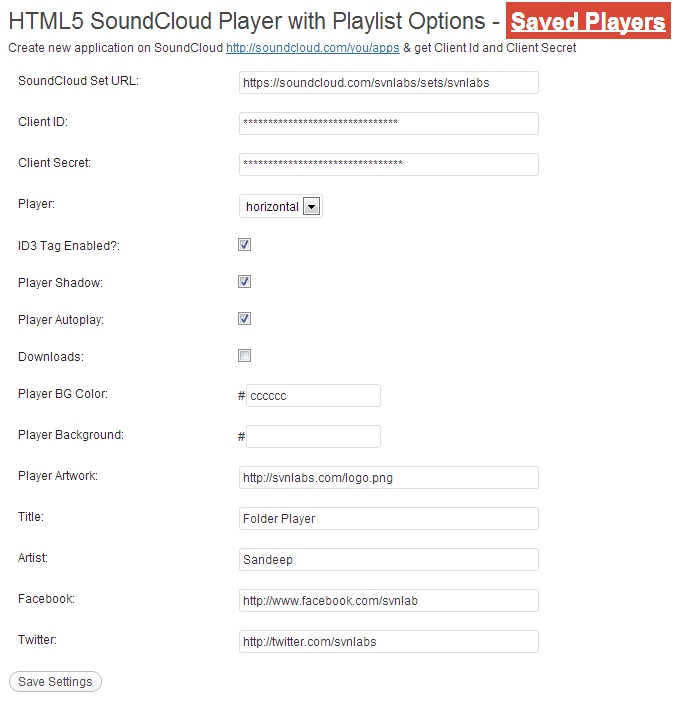 HTML5 SoundCloud Player with Playlist Options - Saved Players
Create new application on SoundCloud http://soundcloud.com/you/apps & get Client Id and Client Secret
SoundCloud Set URL: https://soundcloud.com/svnlabs/sets/svnlabs
Client ID: *******************************
Client Secret: ********************************
Player: horizontal
ID3 Tag Enabled?:
Player Shadow:
Player Autoplay:
Downloads:
Player BG Color: # cccccc
Player Background: #
Player Artwork: http://svnlabs.com/logo.png
Title: Folder Player
Artist: Sandeep
Facebook: http://www.facebook.com/svnlab
Twitter: http://twitter.com/svnlabs
Save Settings